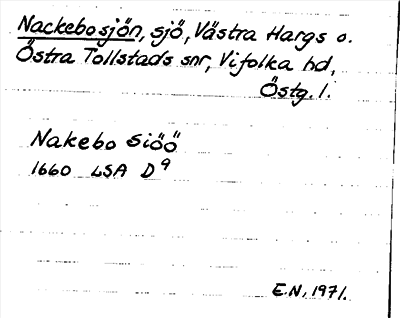 Nackebosjön, sjö, Västra Hargs o.
Östra Tollstads snr, Vifolka hd,
Östg. l.
Nakebo Siöö
1660 LSA D9
E.N. 1971.